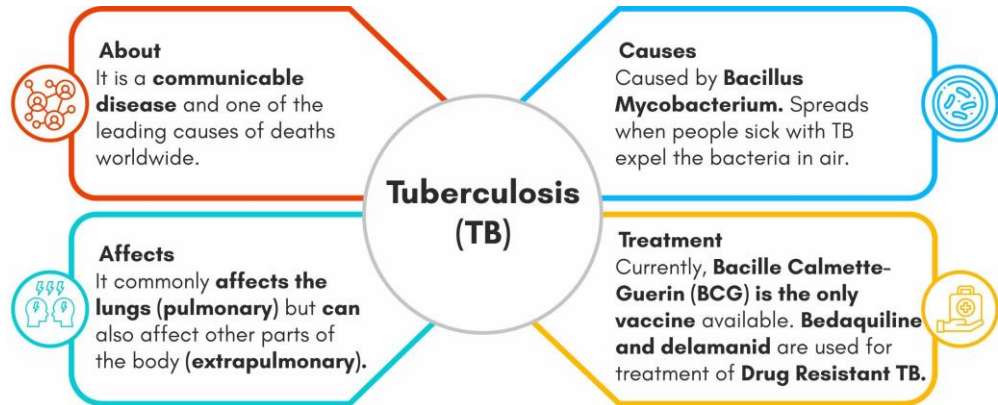 About
It is a communicable
disease and one of the
leading causes of deaths
worldwide.
Causes
Caused by Bacillus
Mycobacterium. Spreads
when people sick with TB
expel the bacteria in air.
Tuberculosis
(TB)
Affects
It commonly affects the
lungs (pulmonary) but can
also affect other parts of
the body (extrapulmonary).
Treatment
Currently, Bacille Calmette-
Guerin (BCG) is the only
vaccine available. Bedaquiline
and delamanid are used for
treatment of Drug Resistant TB.